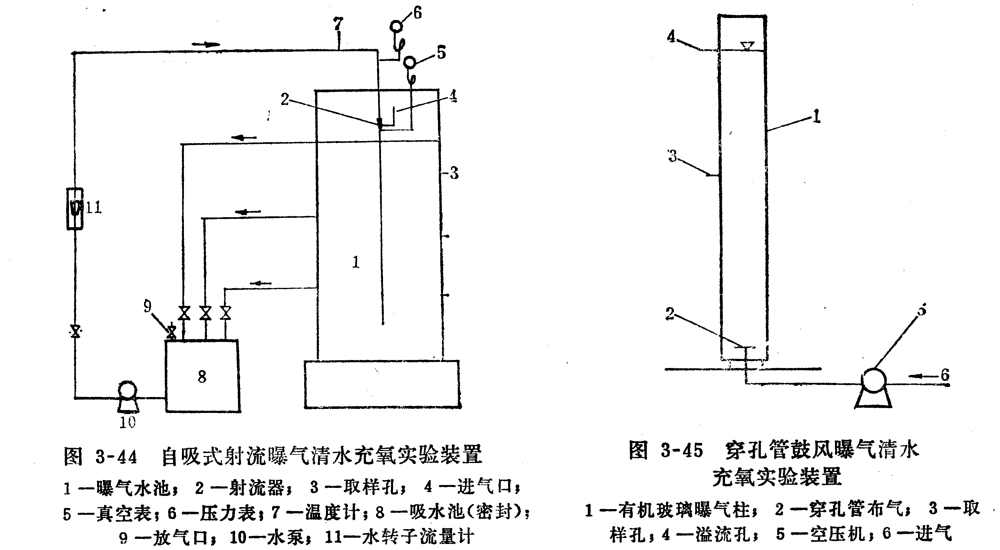 7
6
5
2
4
3
11
1
9
8
10
图 3-44 自吸式射流曝气清水充氧实验装置
1—曝气水池; 2—射流器; 3—取样孔; 4—进气口;
5—真空表;6—压力表;7—温度计;8—吸水池(密封);
9—放气口; 10—水泵; 11—水转子流量计
4
1
3
2
5
6
图 3-45 穿孔管鼓风曝气清水
充氧实验装置
1—有机玻璃曝气柱; 2—穿孔管布气; 3—取
样孔;4—溢流孔; 5—空压机;6—进气